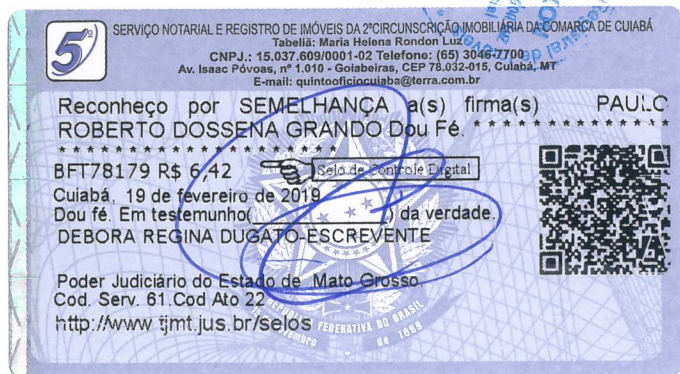 5º
SERVIÇO NOTARIAL E REGISTRO DE IMÓVEIS DA 2ªCIRCUNSCRIÇÃO IMOBILIÁRIA DA COMARCA DE CUIABÁ
Tabeliã: Maria Helena Rondon Luz
CNPJ.: 15.037.609/0001-02 Telefone: (65) 3046-7700
Av. Isaac Póvoas, nº 1.010 - Goiabeiras, CEP 78.032-015, Cuiabá, MT
E-mail: quintooficiocuiaba@terra.com.br
Reconheço por SEMELHANÇA a(s) firma(s) PAULO
ROBERTO DOSSENA GRANDO Dou Fé. * * * * * * * * * * * *
* * * * * * * * * * * * * * * * * *
BFT78179 R$ 6,42 Selo de Controle Digital
Cuiabá, 19 de fevereiro de 2019
Dou fé. Em testemunho( ) da verdade.
DEBORA REGINA DUGATO-ESCREVENTE
Poder Judiciário do Estado de Mato Grosso.
Cod. Serv. 61.Cod Ato 22
http://www tjmt.jus.br/selos
REPÚBLICA FEDERATIVA DO BRASIL
Novembro de 1889